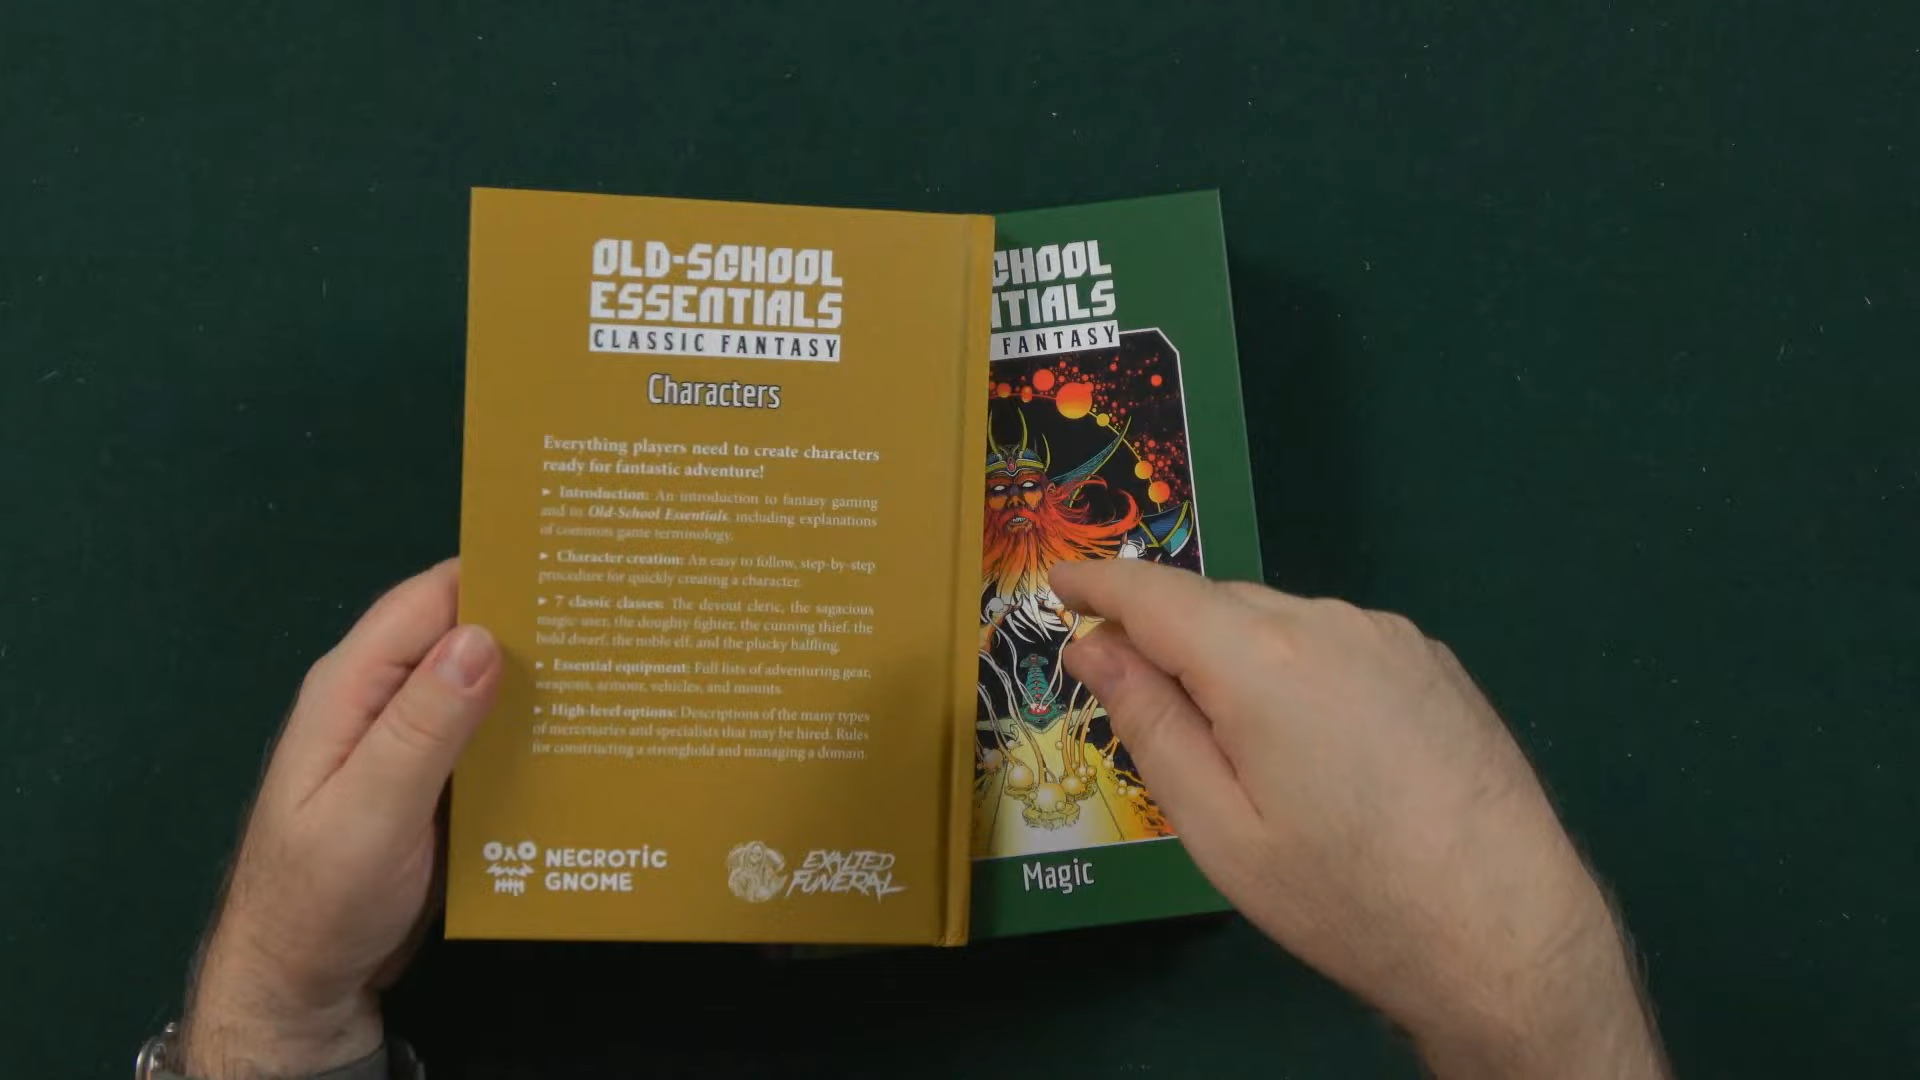 OLD-SCHOOL
ESSENTIALS
CLASSIC FANTASY
Characters
Everything players need to create characters
ready for fantastic adventure!
► Introduction: An introduction to fantasy gaming
and to Old-School Essentials, including explanations
of common game terminology.
► Character creation: An easy to follow, step-by-step
procedure for quickly creating a character.
► 7 classic classes: The devout cleric, the sagacious
magic-user, the doughty fighter, the cunning thief, the
bold dwarf, the noble elf, and the plucky halfling.
► Essential equipment: Full lists of adventuring gear,
weapons, armour, vehicles, and mounts.
► High-level options: Descriptions of the many types
of mercenaries and specialists that may be hired. Rules
for constructing a stronghold and managing a domain.
NECROTIC
GNOME
EXALTED
FUNERAL
CHOOL
NTIALS
FANTASY
Magic